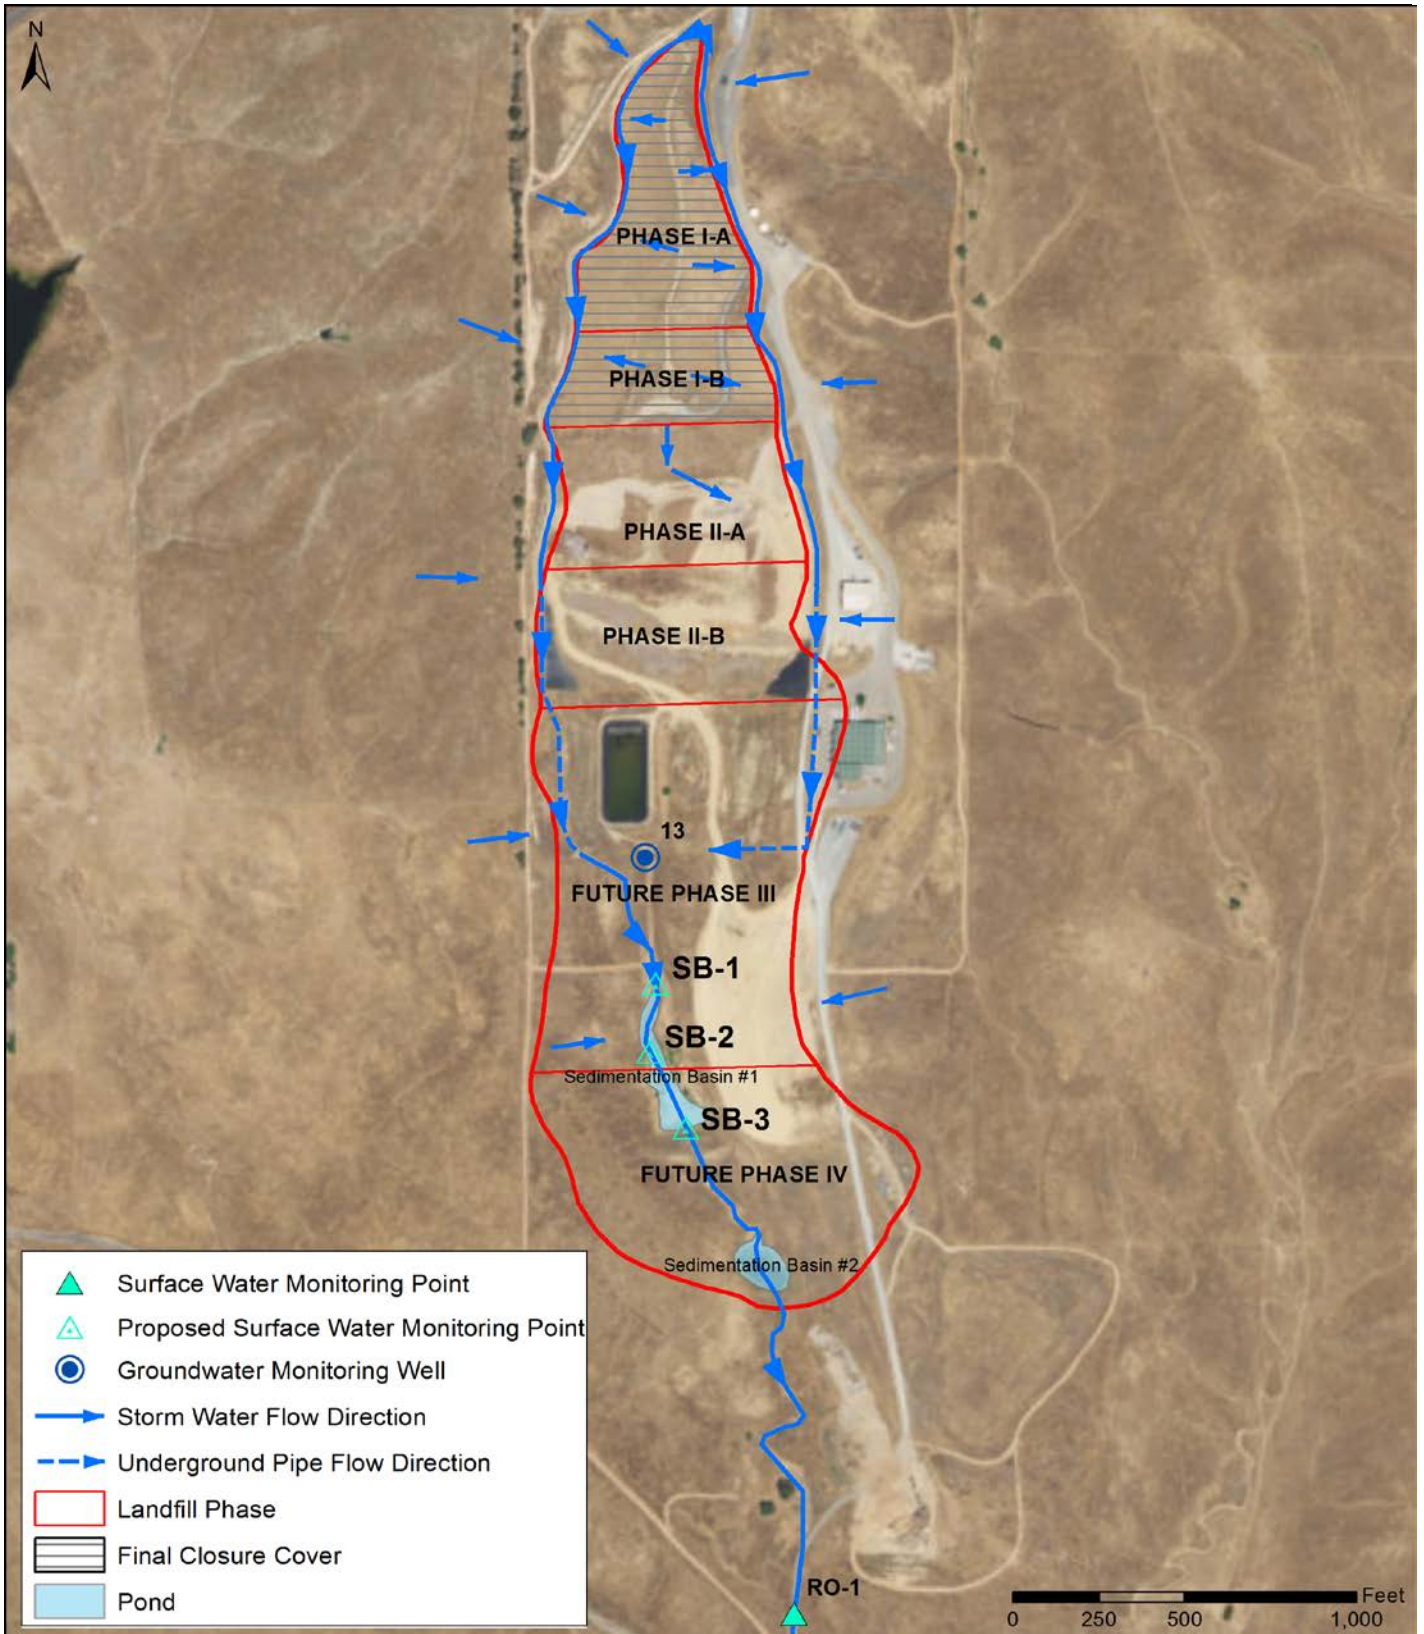 N
PHASE I-A
PHASE I-B
PHASE II-A
PHASE II-B
13
FUTURE PHASE III
SB-1
SB-2
Sedimentation Basin #1
SB-3
FUTURE PHASE IV
Sedimentation Basin #2
Surface Water Monitoring Point
Proposed Surface Water Monitoring Point
Groundwater Monitoring Well
Storm Water Flow Direction
Underground Pipe Flow Direction
Landfill Phase
Final Closure Cover
Pond
RO-1
Feet
0 250 500 1,000